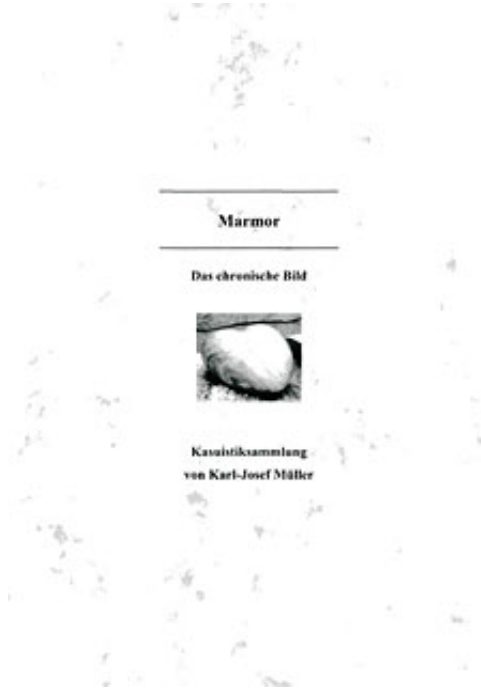 Marmor
Das chronische Bild
Kasuistiksammlung
von Karl-Josef Müller